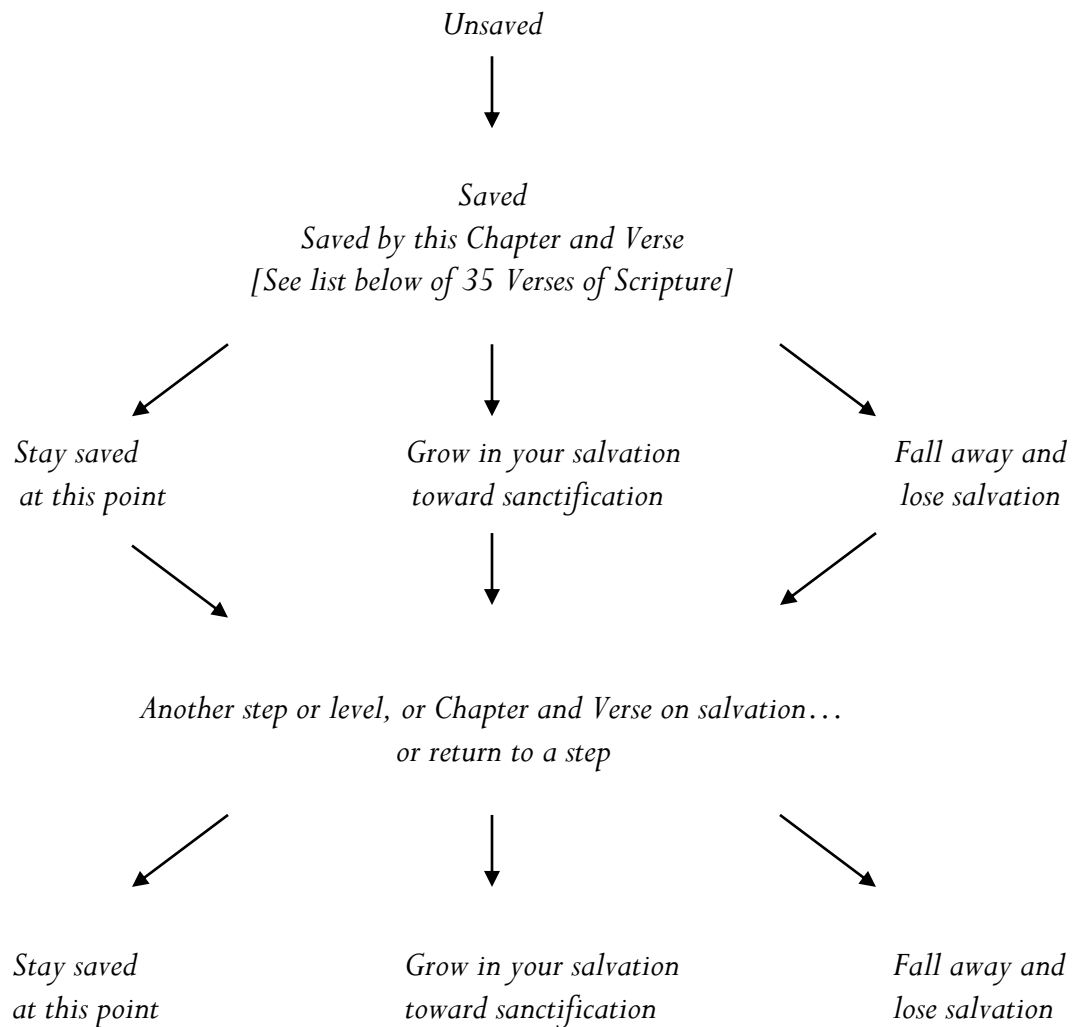 Unsaved
Saved
Saved by this Chapter and Verse
[See list below of 35 Verses of Scripture]
Stay saved
at this point
Grow in your salvation
toward sanctification
Fall away and
lose salvation
Another step or level, or Chapter and Verse on salvation…
or return to a step
Stay saved
at this point
Grow in your salvation
toward sanctification
Fall away and
lose salvation